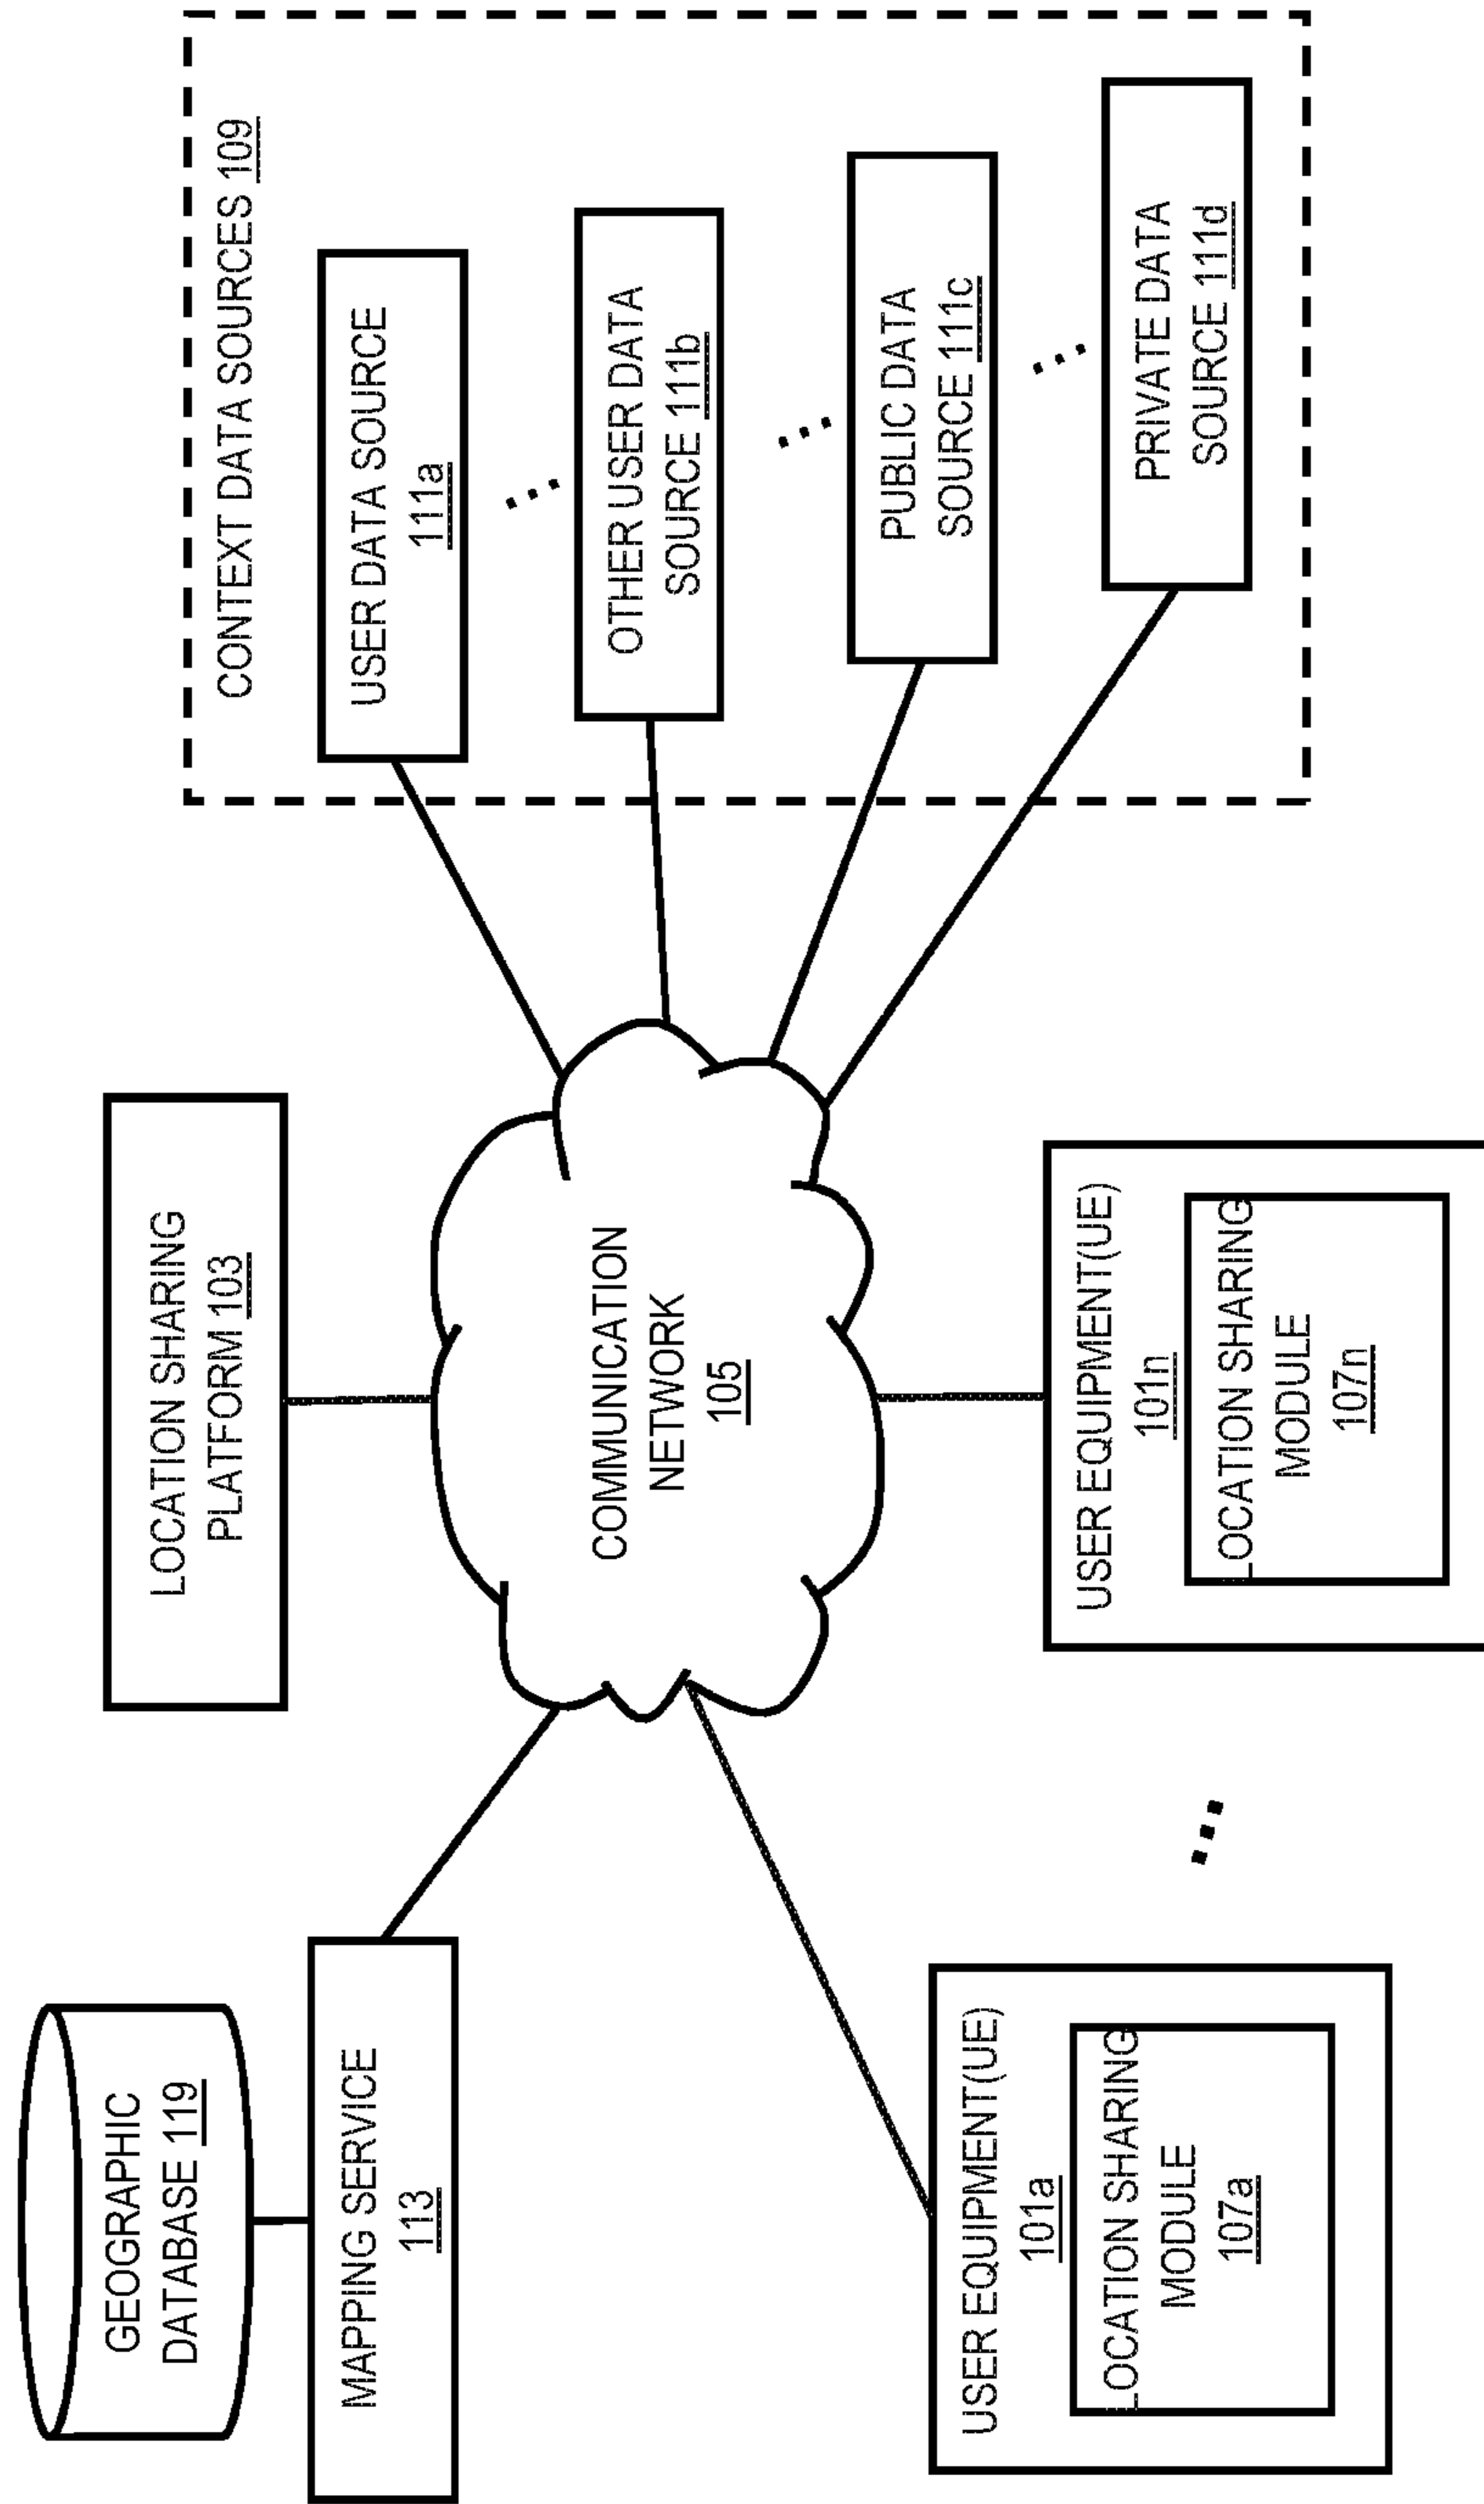 GEOGRAPHIC
DATABASE 119
MAPPING SERVICE
113
LOCATION SHARING
PLATFORM 103
CONTEXT DATA SOURCES 109
USER DATA SOURCE
111a
OTHER USER DATA
SOURCE 111b
PUBLIC DATA
SOURCE 111c
PRIVATE DATA
SOURCE 111d
COMMUNICATION
NETWORK
105
USER EQUIPMENT(UE)
101a
LOCATION SHARING
MODULE
107a
USER EQUIPMENT(UE)
101n
LOCATION SHARING
MODULE
107n